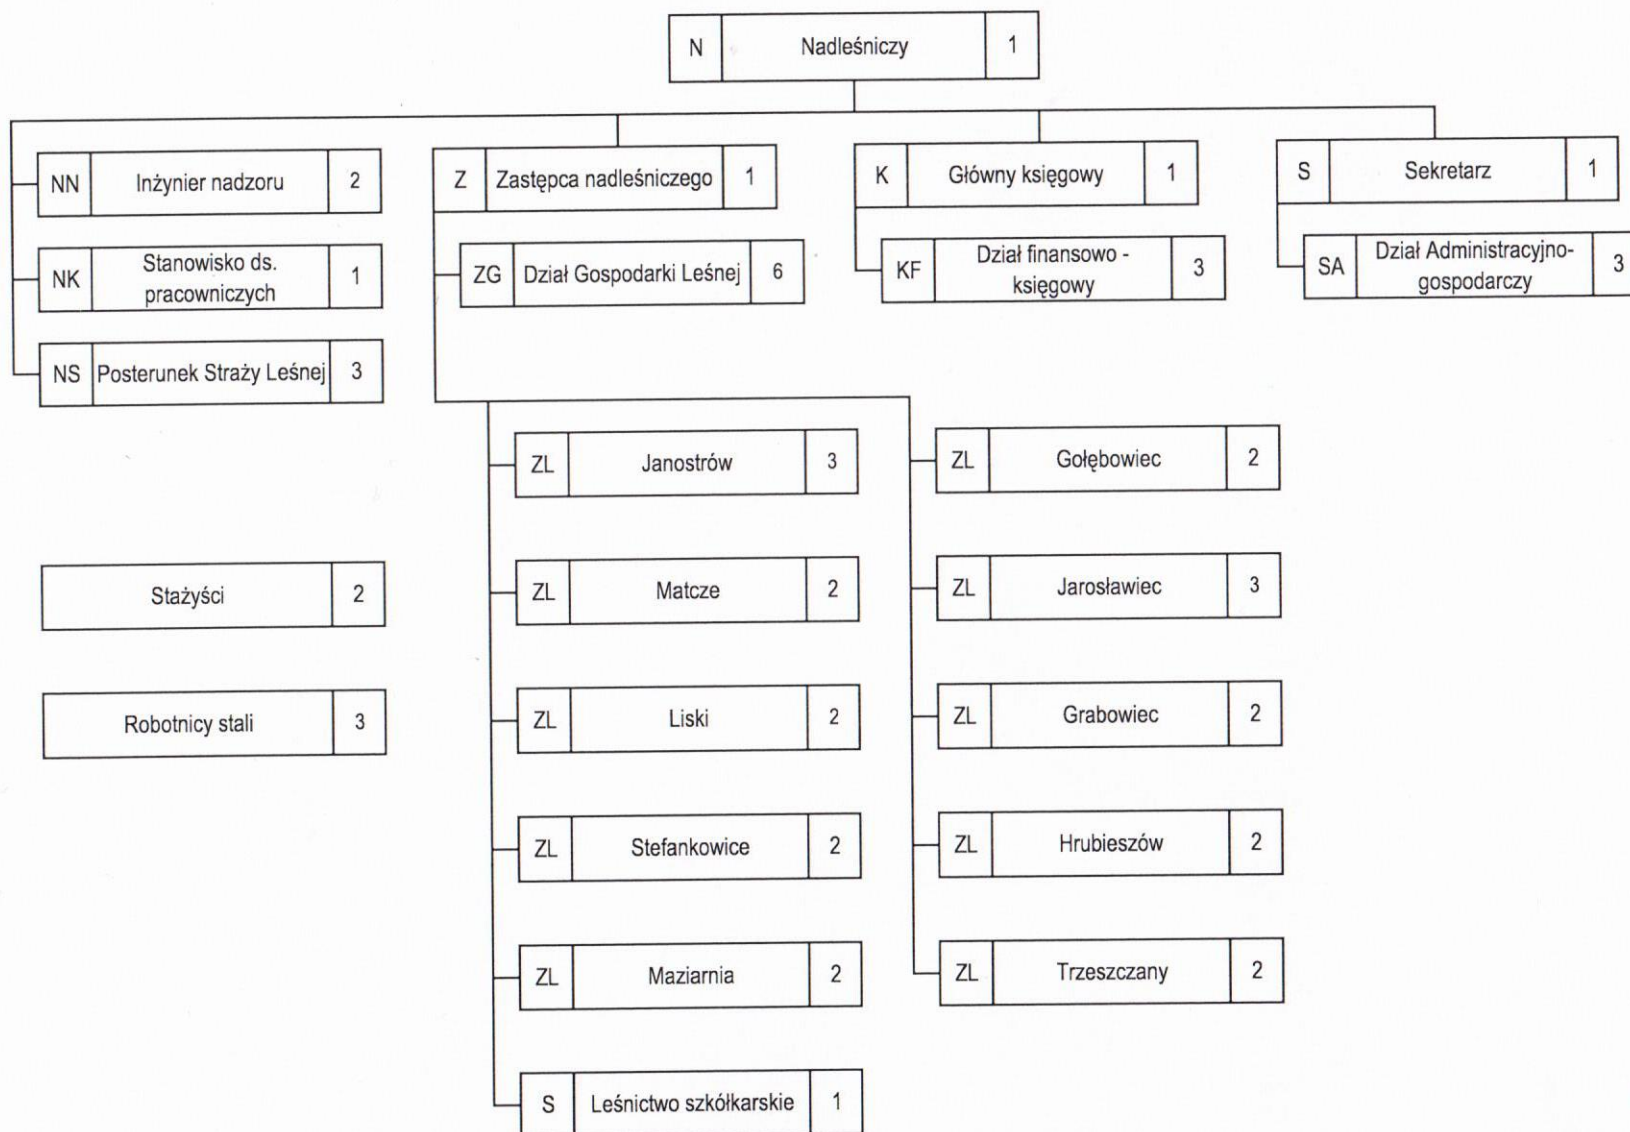 N Nadleśniczy 1
NN Inżynier nadzoru 2
NK Stanowisko ds.
pracowniczych 1
NS Posterunek Straży Leśnej 3
Z Zastępca nadleśniczego 1
ZG Dział Gospodarki Leśnej 6
K Główny księgowy 1
KF Dział finansowo -
księgowy 3
S Sekretarz 1
SA Dział Administracyjno-
gospodarczy 3
ZL Janostrów 3
ZL Matcze 2
ZL Liski 2
ZL Stefankowice 2
ZL Maziarnia 2
S Leśnictwo szkółkarskie 1
ZL Gołębowiec 2
ZL Jarosławiec 3
ZL Grabowiec 2
ZL Hrubieszów 2
ZL Trzeszczany 2
Stażyści 2
Robotnicy stali 3